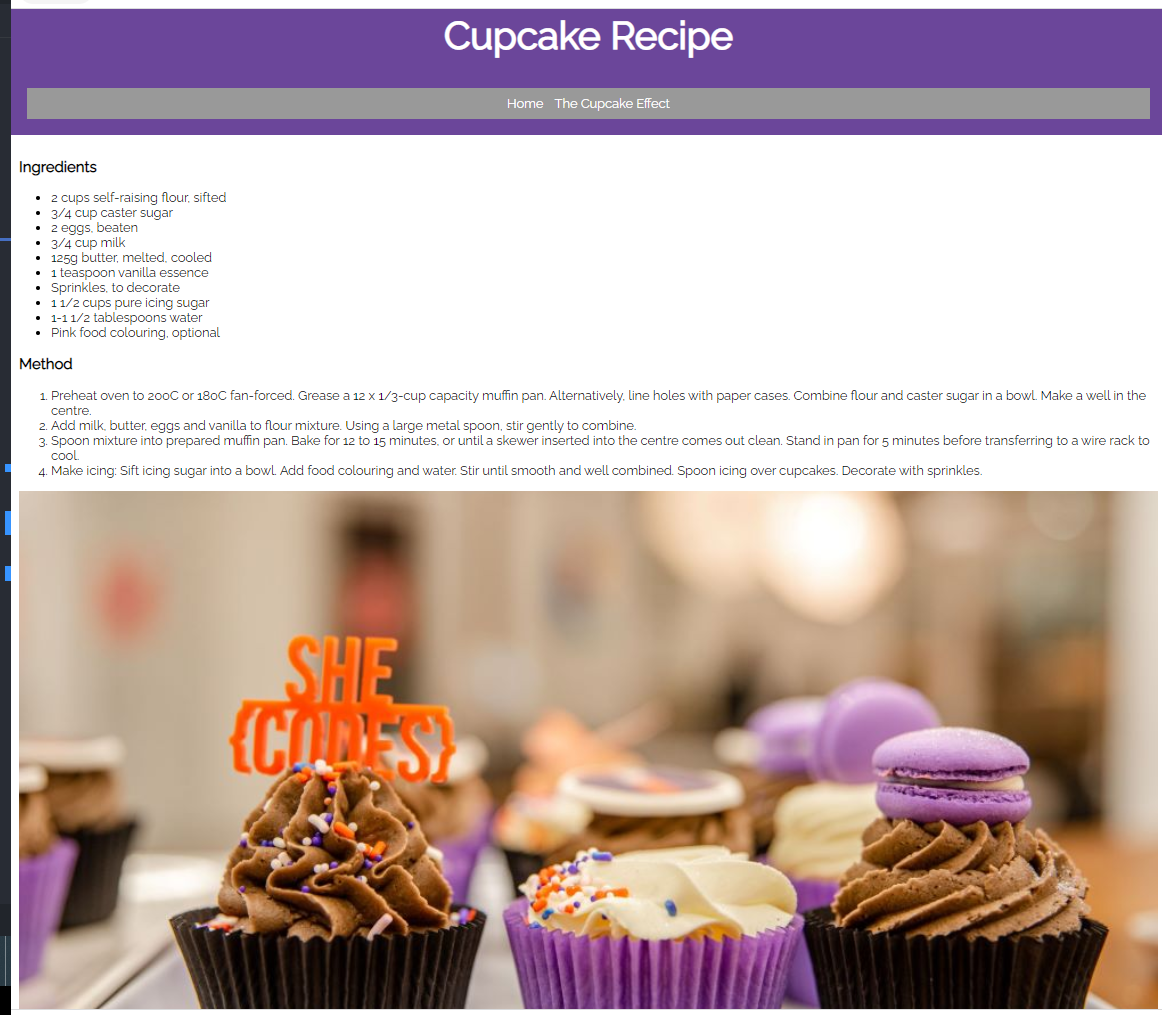 Cupcake Recipe
Home The Cupcake Effect
Ingredients
2 cups self-raising flour, sifted
3/4 cup caster sugar
2 eggs, beaten
3/4 cup milk
125g butter, melted, cooled
1 teaspoon vanilla essence
Sprinkles, to decorate
1 1/2 cups pure icing sugar
1-1 1/2 tablespoons water
Pink food colouring, optional
Method
1. Preheat oven to 200C or 180C fan-forced. Grease a 12 x 1/3-cup capacity muffin pan. Alternatively, line holes with paper cases. Combine flour and caster sugar in a bowl. Make a well in the
centre.
2. Add milk, butter, eggs and vanilla to flour mixture. Using a large metal spoon, stir gently to combine.
3. Spoon mixture into prepared muffin pan. Bake for 12 to 15 minutes, or until a skewer inserted into the centre comes out clean. Stand in pan for 5 minutes before transferring to a wire rack to
cool.
4. Make icing: Sift icing sugar into a bowl. Add food colouring and water. Stir until smooth and well combined. Spoon icing over cupcakes. Decorate with sprinkles.
SHE
{CODES}